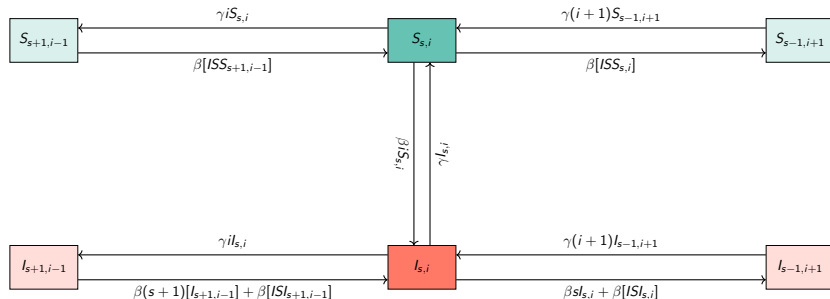 γiS_{s,i}
γ(i + 1)S_{s−1,i+1}
S_{s+1,i−1}
S_{s,i}
S_{s−1,i+1}
β[ISS_{s+1,i−1}]
β[ISS_{s,i}]
βiS_{s,i}
γI_{s,i}
γiI_{s,i}
γ(i + 1)I_{s−1,i+1}
I_{s+1,i−1}
I_{s,i}
I_{s−1,i+1}
β(s + 1)[I_{s+1,i−1}] + β[ISI_{s+1,i−1}]
βsI_{s,i} + β[ISI_{s,i}]